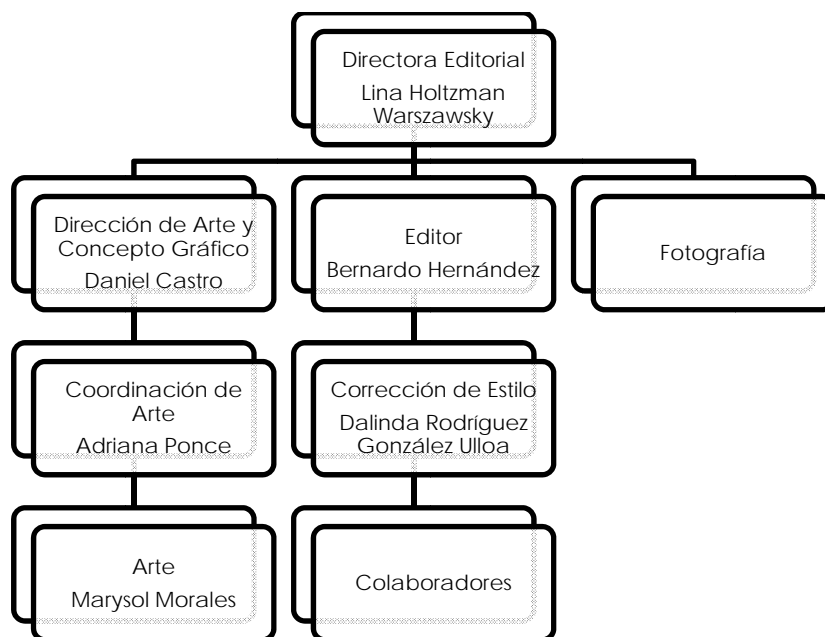 Directora Editorial
Lina Holtzman
Warszawsky
Dirección de Arte y
Concepto Gráfico
Daniel Castro
Editor
Bernardo Hernández
Fotografía
Coordinación de
Arte
Adriana Ponce
Corrección de Estilo
Dalinda Rodríguez
González Ulloa
Arte
Marysol Morales
Colaboradores